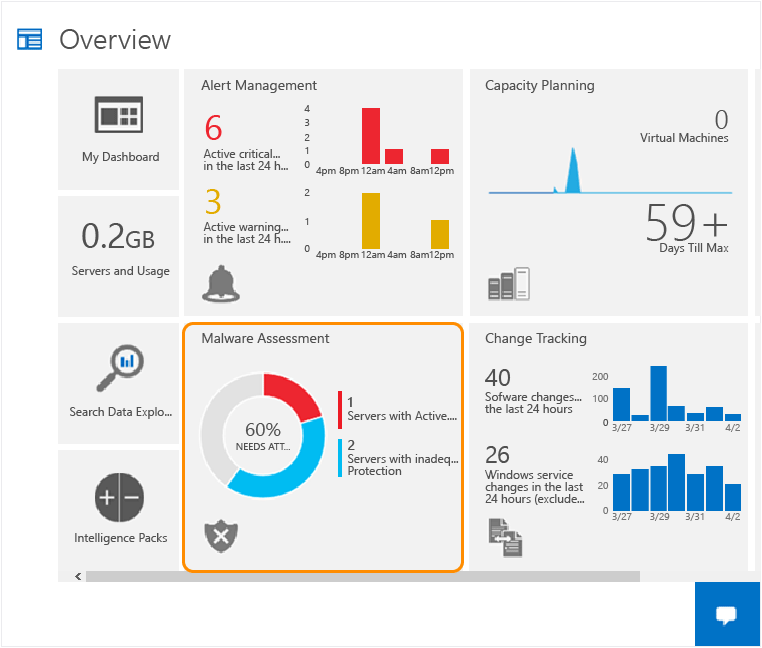 Overview
My Dashboard
0.2GB
Servers and Usage
Search Data Explo...
Intelligence Packs
Alert Management
6
Active critical...
in the last 24 h...
4
3
2
1
0
4pm 8pm 12am 4am 8am12pm
3
Active warning...
in the last 24 h....
2
1
0
4pm 8pm 12am 4am 8am12pm
Capacity Planning
0
Virtual Machines
59+
Days Till Max
Malware Assessment
60%
NEEDS ATT...
1
Servers with Active....
2
Servers with inadeq...
Protection
Change Tracking
40
Sofware changes...
the last 24 hours
200
100
0
3/27 3/29 3/31 4/2
26
Windows service
changes in the last
24 hours (exclude...
40
20
0
3/27 3/29 3/31 4/2